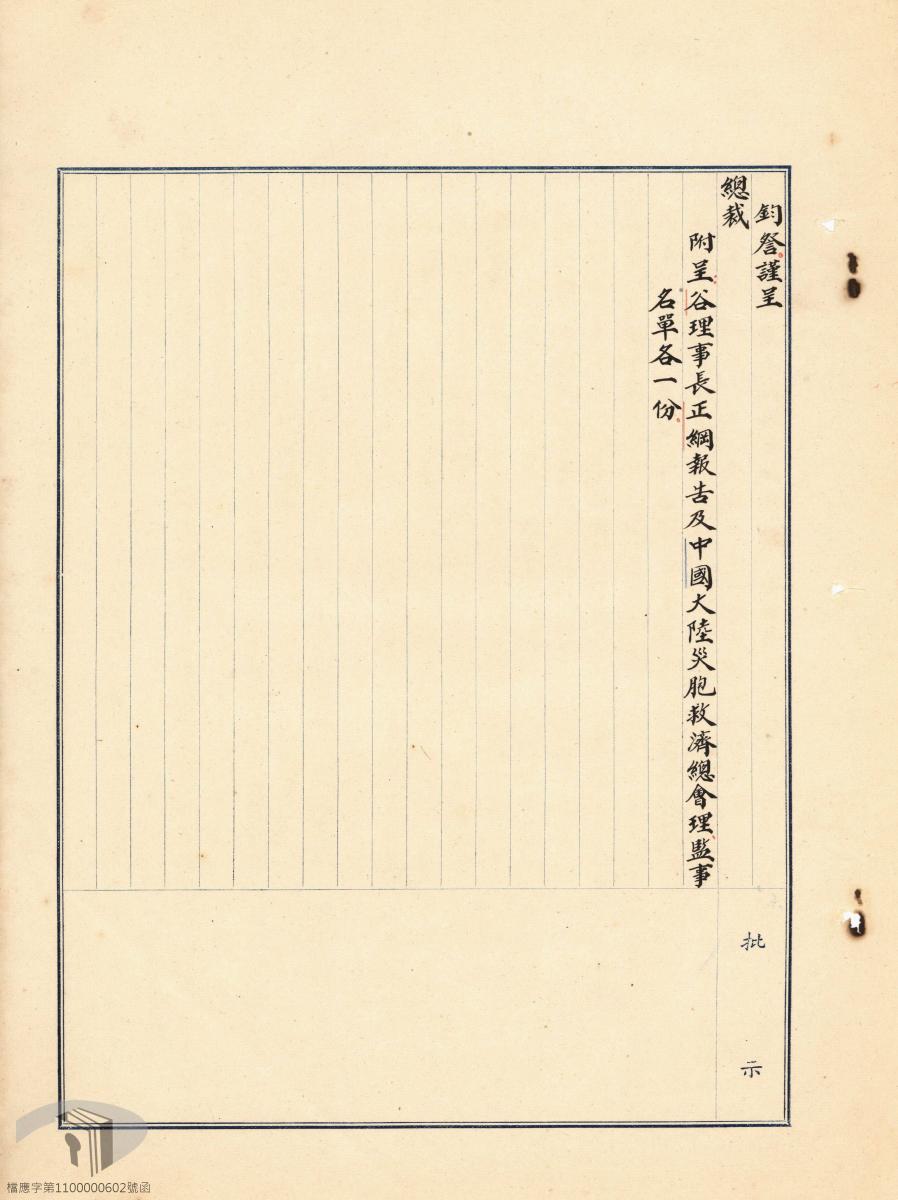 鈞詧謹呈
總裁
附呈谷理事長正綱報告及中國大陸災胞救濟總會理監事
名單各一份
批示
檔應字第1100000602號函